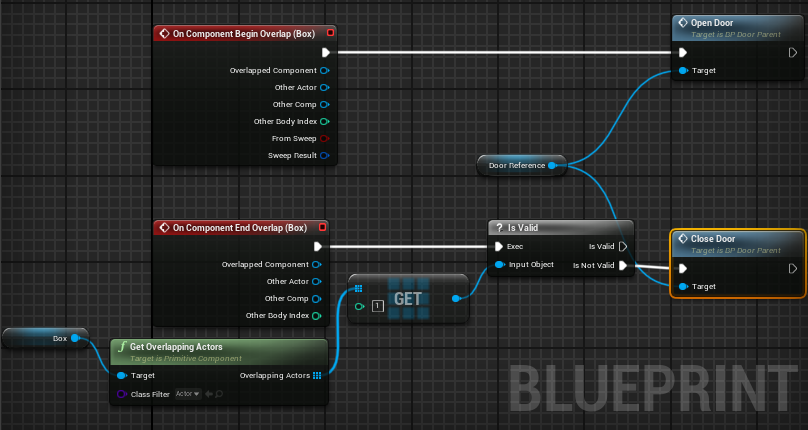 On Component Begin Overlap (Box)
Overlapped Component
Other Actor
Other Comp
Other Body Index
From Sweep
Sweep Result
Open Door
Target is BP Door Parent
Target
Door Reference
On Component End Overlap (Box)
Overlapped Component
Other Actor
Other Comp
Other Body Index
1
GET
? Is Valid
Exec
Is Valid
Input Object
Is Not Valid
Close Door
Target is BP Door Parent
Target
Box
f Get Overlapping Actors
Target is Primitive Component
Target
Overlapping Actors
Class Filter
Actor
BLUEPRINT